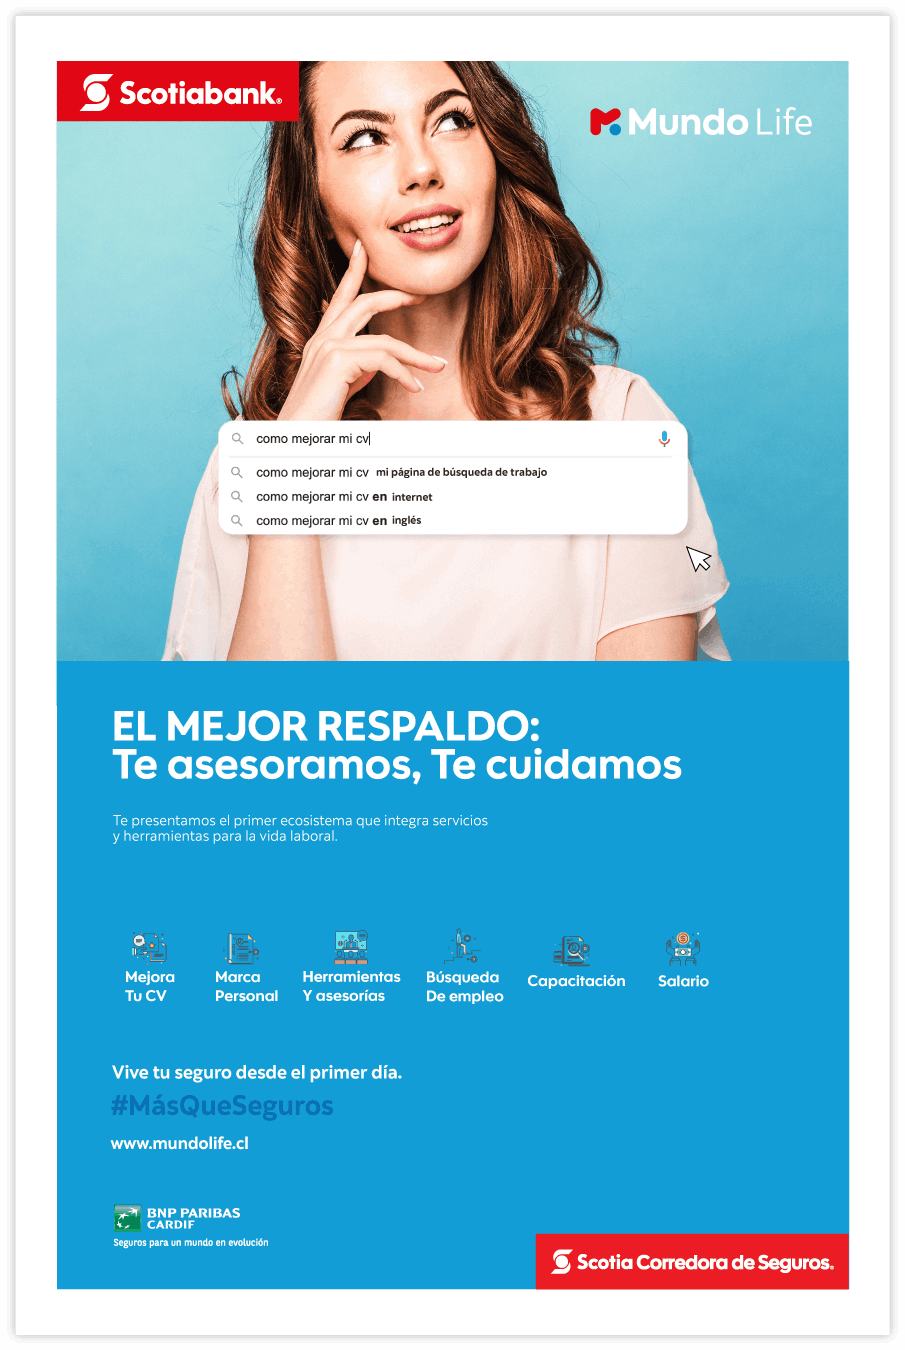 Scotiabank®
Mundo Life
como mejorar mi cv
como mejorar mi cv mi página de búsqueda de trabajo
como mejorar mi cv en internet
como mejorar mi cv en inglés
EL MEJOR RESPALDO:
Te asesoramos, Te cuidamos
Te presentamos el primer ecosistema que integra servicios
y herramientas para la vida laboral.
Mejora
Tu CV
Marca
Personal
Herramientas
Y asesorías
Búsqueda
De empleo
Capacitación
Salario
Vive tu seguro desde el primer día.
#MásQueSeguros
www.mundolife.cl
BNP PARIBAS
CARDIF
Seguros para un mundo en evolución
Scotia Corredora de Seguros®